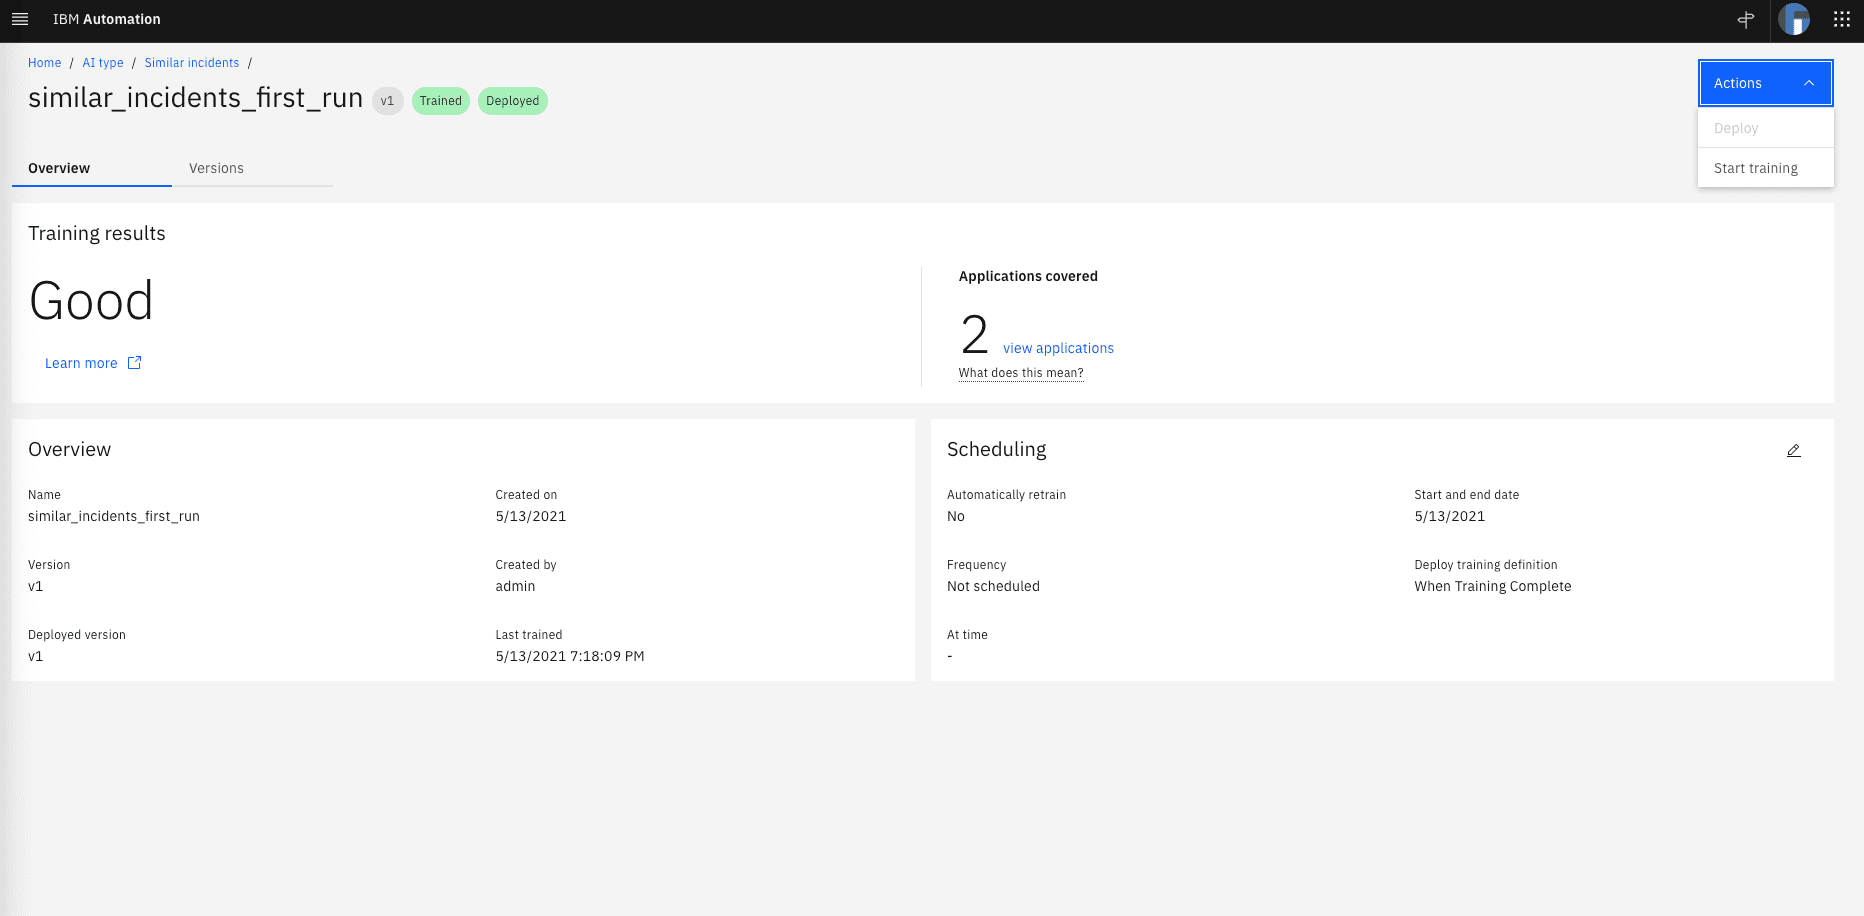 IBM Automation
Home / AI type / Similar incidents /
similar_incidents_first_run v1 Trained Deployed
Actions
Deploy
Start training
Overview Versions
Training results
Good
Learn more
Applications covered
2 view applications
What does this mean?
Overview
Name
similar_incidents_first_run
Created on
5/13/2021
Version
v1
Created by
admin
Deployed version
v1
Last trained
5/13/2021 7:18:09 PM
Scheduling
Automatically retrain
No
Start and end date
5/13/2021
Frequency
Not scheduled
Deploy training definition
When Training Complete
At time
-